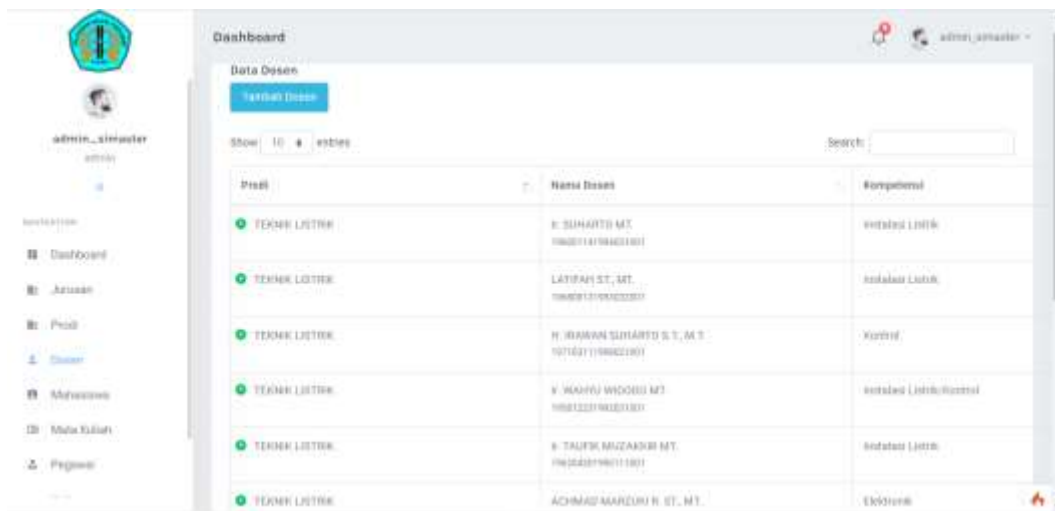 Dashboard
admin_simaster
Data Dosen
Tambah Dosen
admin_simaster
admin
Show 10 entries
Search:
Prodi
Nama Dosen
Kompetensi
NAVIGATION
TEKNIK LISTRIK
Ir. SUHARTO MT.
Instalasi Listrik
Dashboard
TEKNIK LISTRIK
LATIFAH ST., MT.
Instalasi Listrik
Jurusan
Prodi
TEKNIK LISTRIK
H. IRAWAN SUHARTO S.T., M.T.
Kontrol
Dosen
TEKNIK LISTRIK
Ir. WAHYU WIDODO MT.
Instalasi Listrik/Kontrol
Mahasiswa
Mata Kuliah
TEKNIK LISTRIK
Ir. TAUFIK MUZAKKIR MT.
Instalasi Listrik
Pegawai
TEKNIK LISTRIK
ACHMAD MARZUKI R. ST., MT.
Elektronik